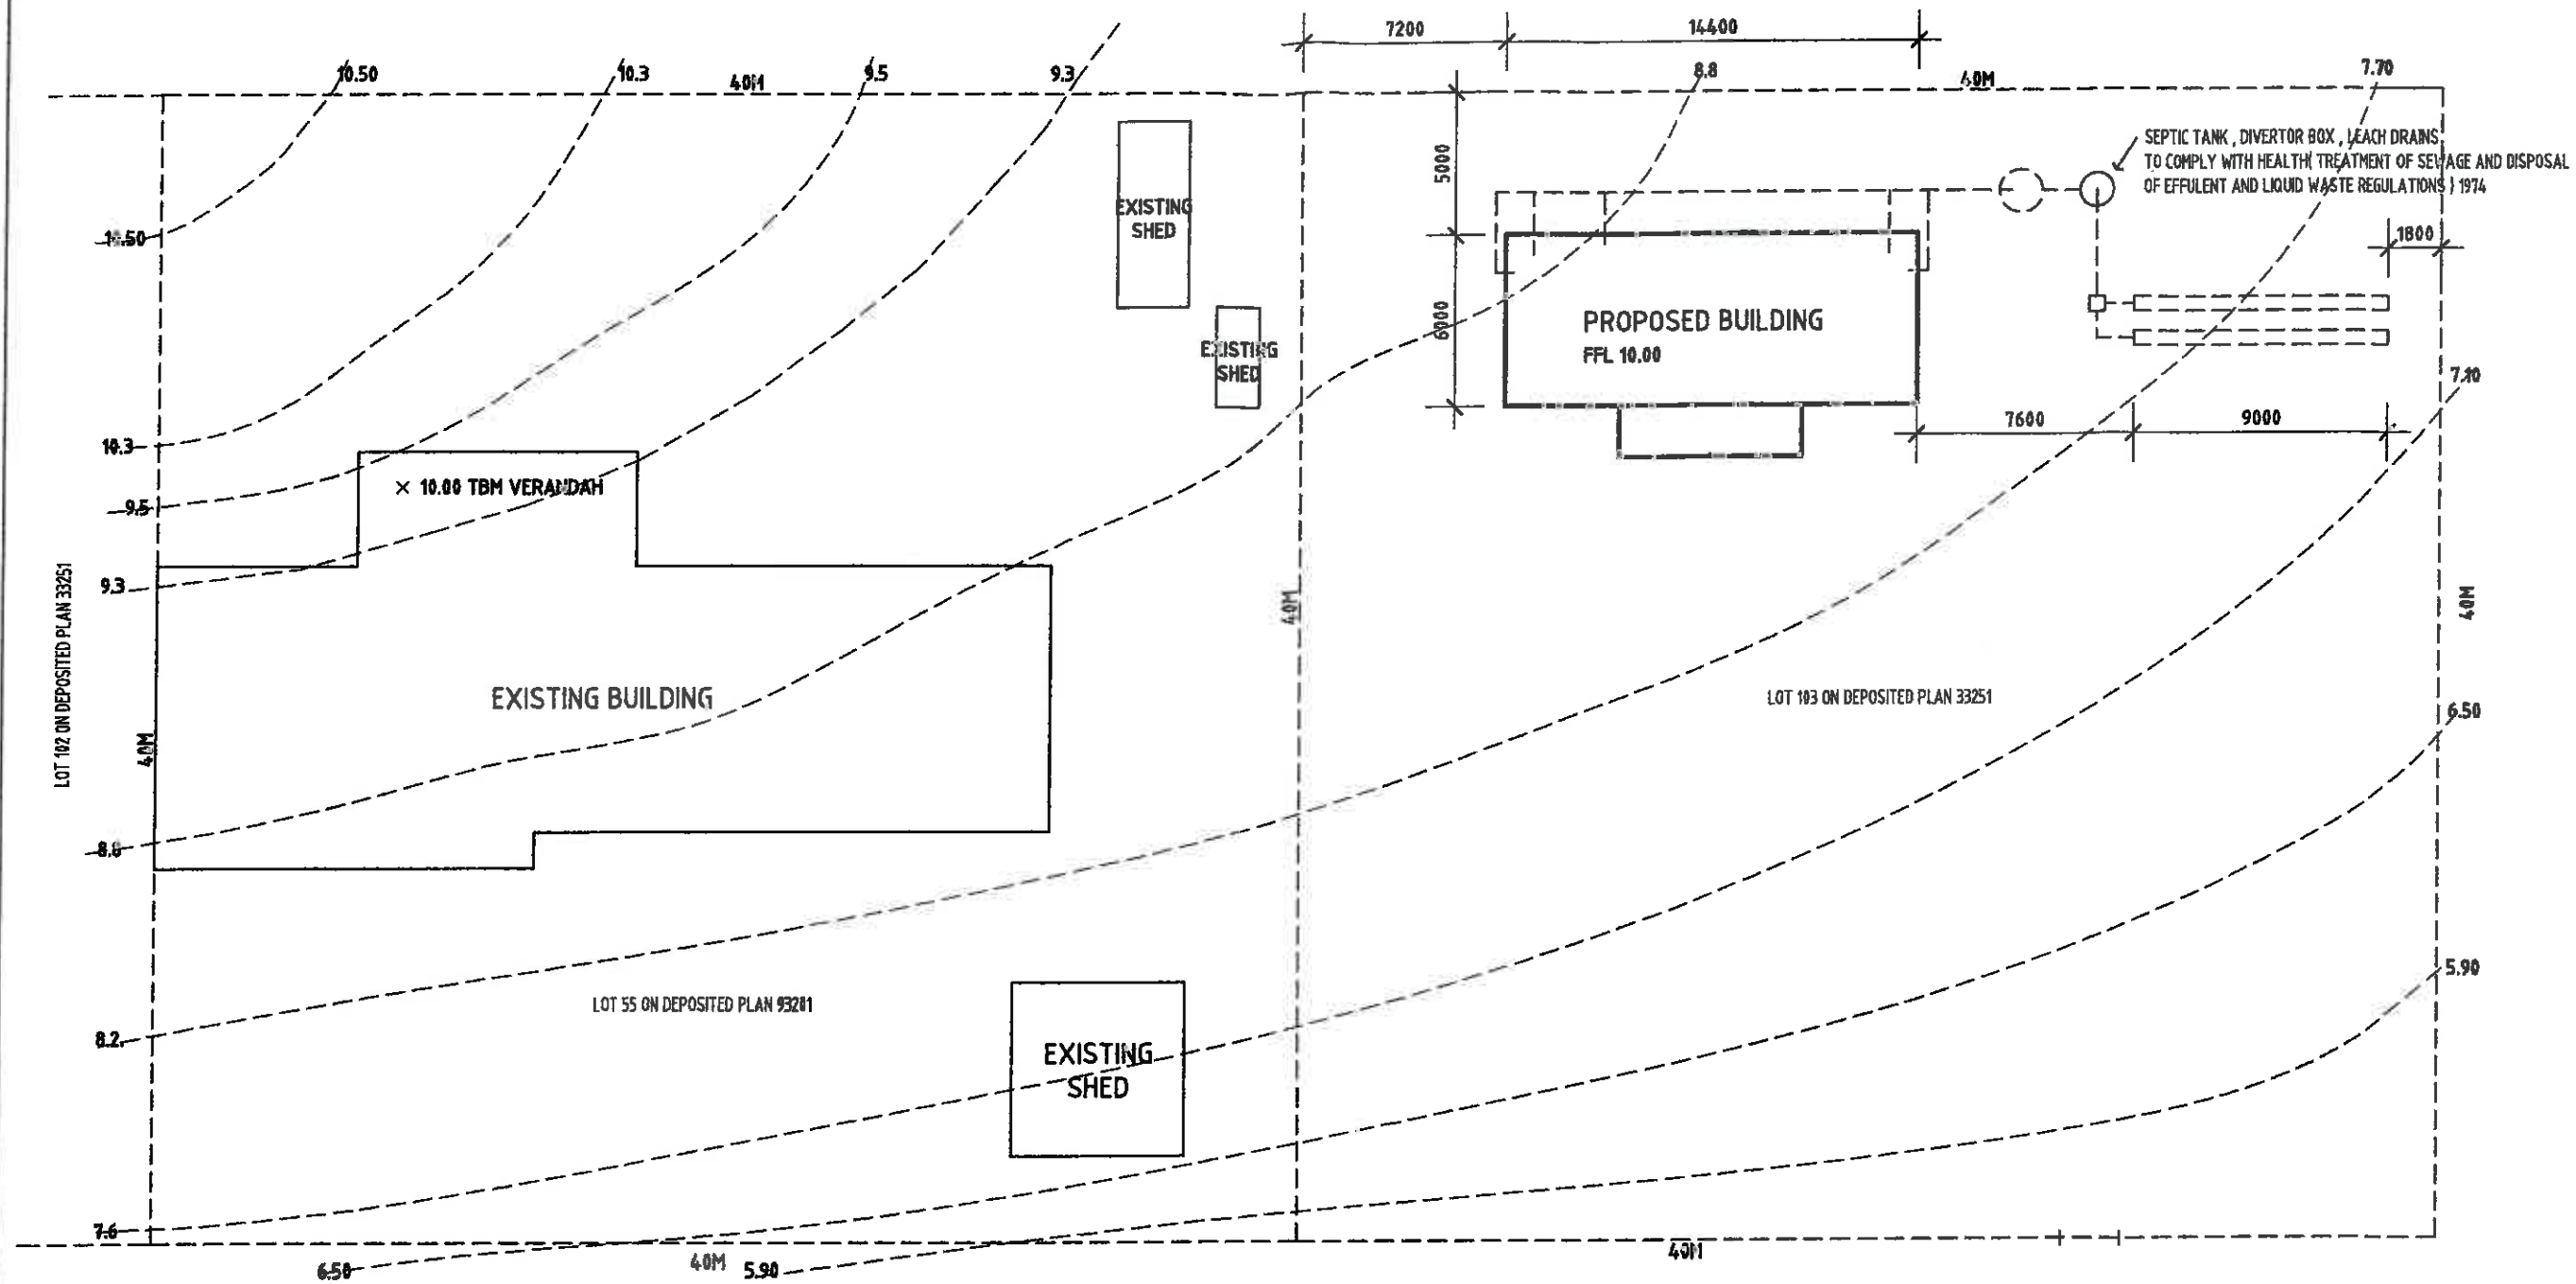 7200
14400
10.50
10.3
40M
9.5
9.3
8.8
40M
7.70
SEPTIC TANK , DIVERTOR BOX , LEACH DRAINS
TO COMPLY WITH HEALTH( TREATMENT OF SEWAGE AND DISPOSAL
OF EFFULENT AND LIQUID WASTE REGULATIONS ) 1974
5000
EXISTING
SHED
10.50
1800
6000
PROPOSED BUILDING
FFL 10.00
EXISTING
SHED
7.10
7600
9000
10.3
× 10.00 TBM VERANDAH
9.5
9.3
LOT 102 ON DEPOSITED PLAN 33251
40M
40M
EXISTING BUILDING
LOT 103 ON DEPOSITED PLAN 33251
6.50
40M
8.8
5.90
LOT 55 ON DEPOSITED PLAN 93281
8.2
EXISTING
SHED
7.6
6.50
40M
5.90
40M